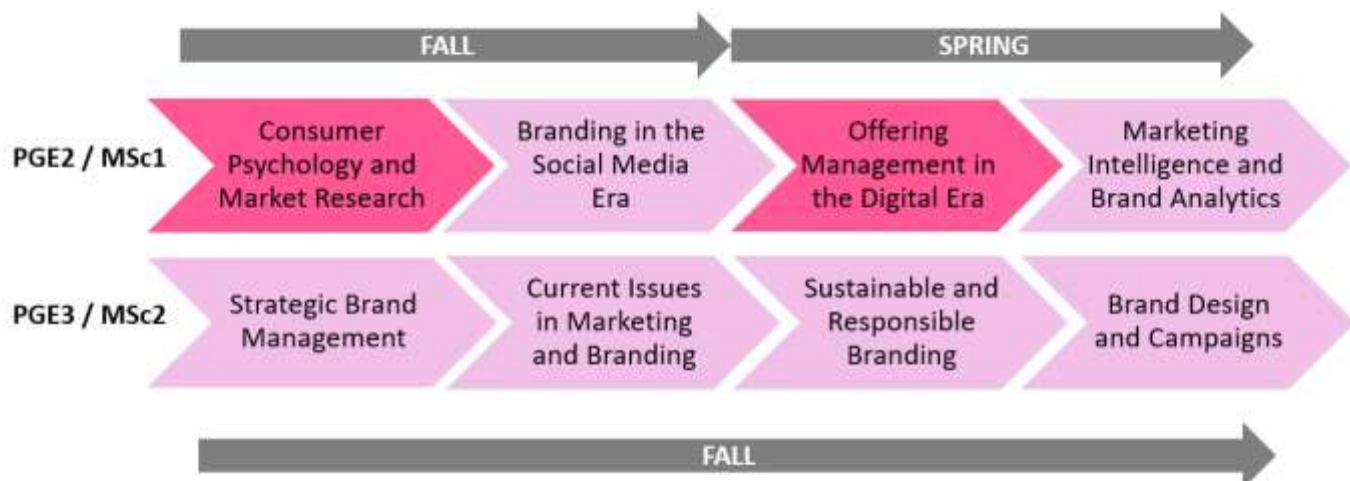 FALL
SPRING
PGE2 / MSc1
Consumer
Psychology and
Market Research
Branding in the
Social Media
Era
Offering
Management in
the Digital Era
Marketing
Intelligence and
Brand Analytics
PGE3 / MSc2
Strategic Brand
Management
Current Issues
in Marketing
and Branding
Sustainable and
Responsible
Branding
Brand Design
and Campaigns
FALL